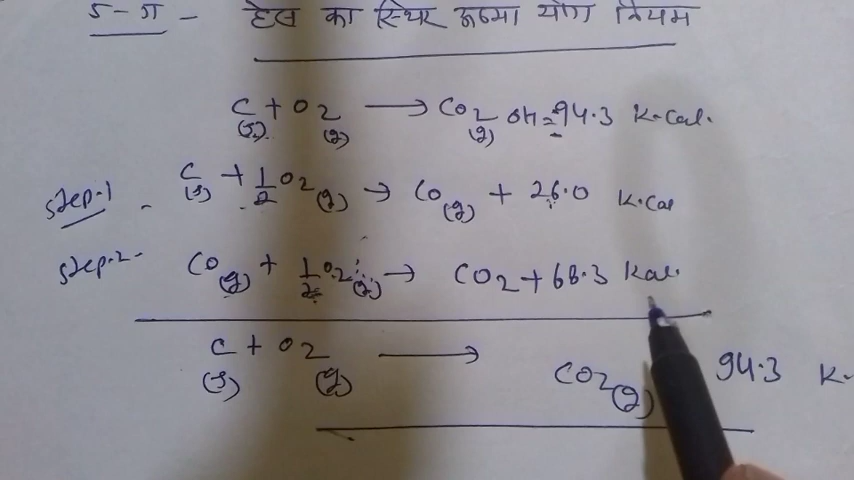 5-ग - हेस का स्थिर ऊष्मा योग नियम
C(s) + O2(g) → CO2(g) ΔH = -94.3 K.Cal.
Step.1 - C(s) + 1/2 O2(g) → CO(g) + 26.0 K.Cal
Step.2- CO(g) + 1/2 O2(g) → CO2 + 68.3 Kcal.
C(s) + O2(g) → CO2(g) 94.3 K.